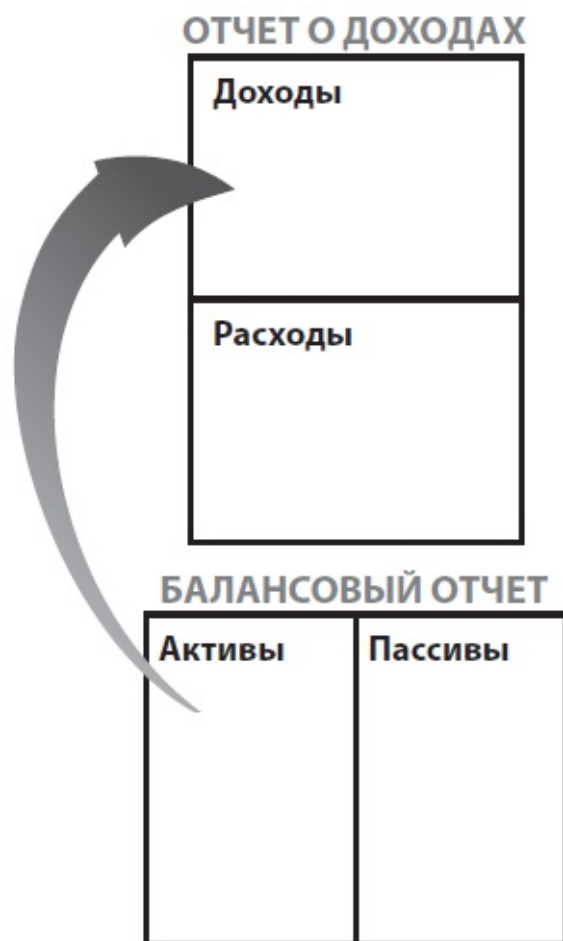 ОТЧЕТ О ДОХОДАХ
Доходы
Расходы
БАЛАНСОВЫЙ ОТЧЕТ
Активы
Пассивы